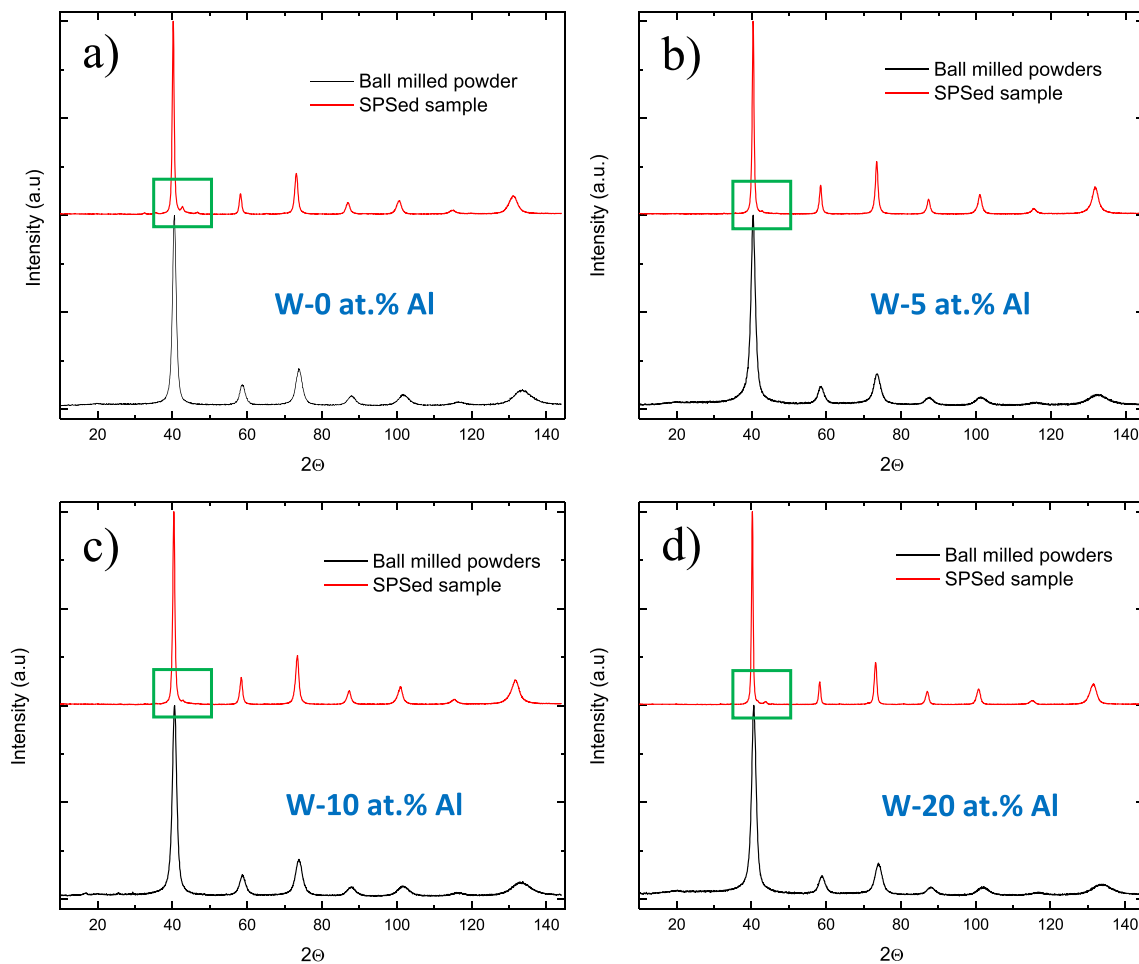 a)
Ball milled powder
SPSed sample
W-0 at.% Al
Intensity (a.u)
20 40 60 80 100 120 140
2Θ
b)
Ball milled powders
SPSed sample
W-5 at.% Al
Intensity (a.u.)
20 40 60 80 100 120 140
2Θ
c)
Ball milled powders
SPSed sample
W-10 at.% Al
Intensity (a.u)
20 40 60 80 100 120 140
2Θ
d)
Ball milled powders
SPSed sample
W-20 at.% Al
Intensity (a.u)
20 40 60 80 100 120 140
2Θ